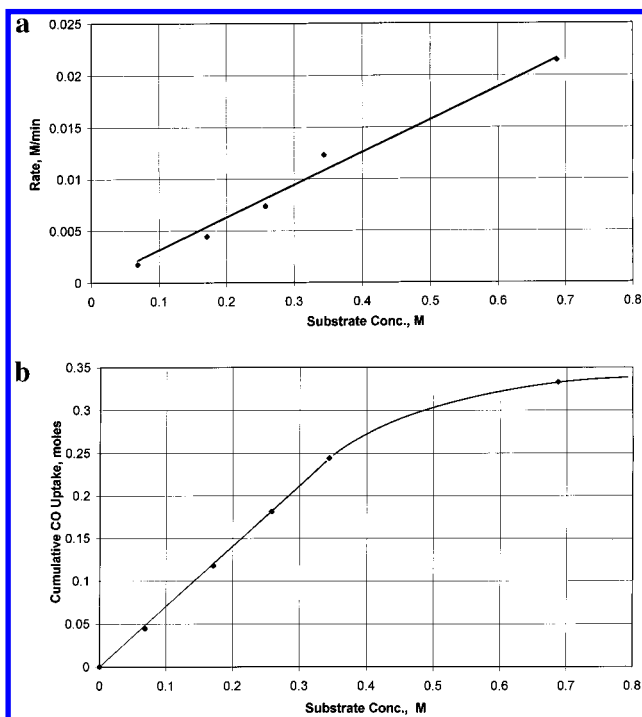 a
0.025
0.02
0.015
0.01
0.005
0
Rate, M/min
0 0.1 0.2 0.3 0.4 0.5 0.6 0.7 0.8
Substrate Conc., M
b
0.35
0.3
0.25
0.2
0.15
0.1
0.05
0
Cumulative CO Uptake, moles
0 0.1 0.2 0.3 0.4 0.5 0.6 0.7 0.8
Substrate Conc., M